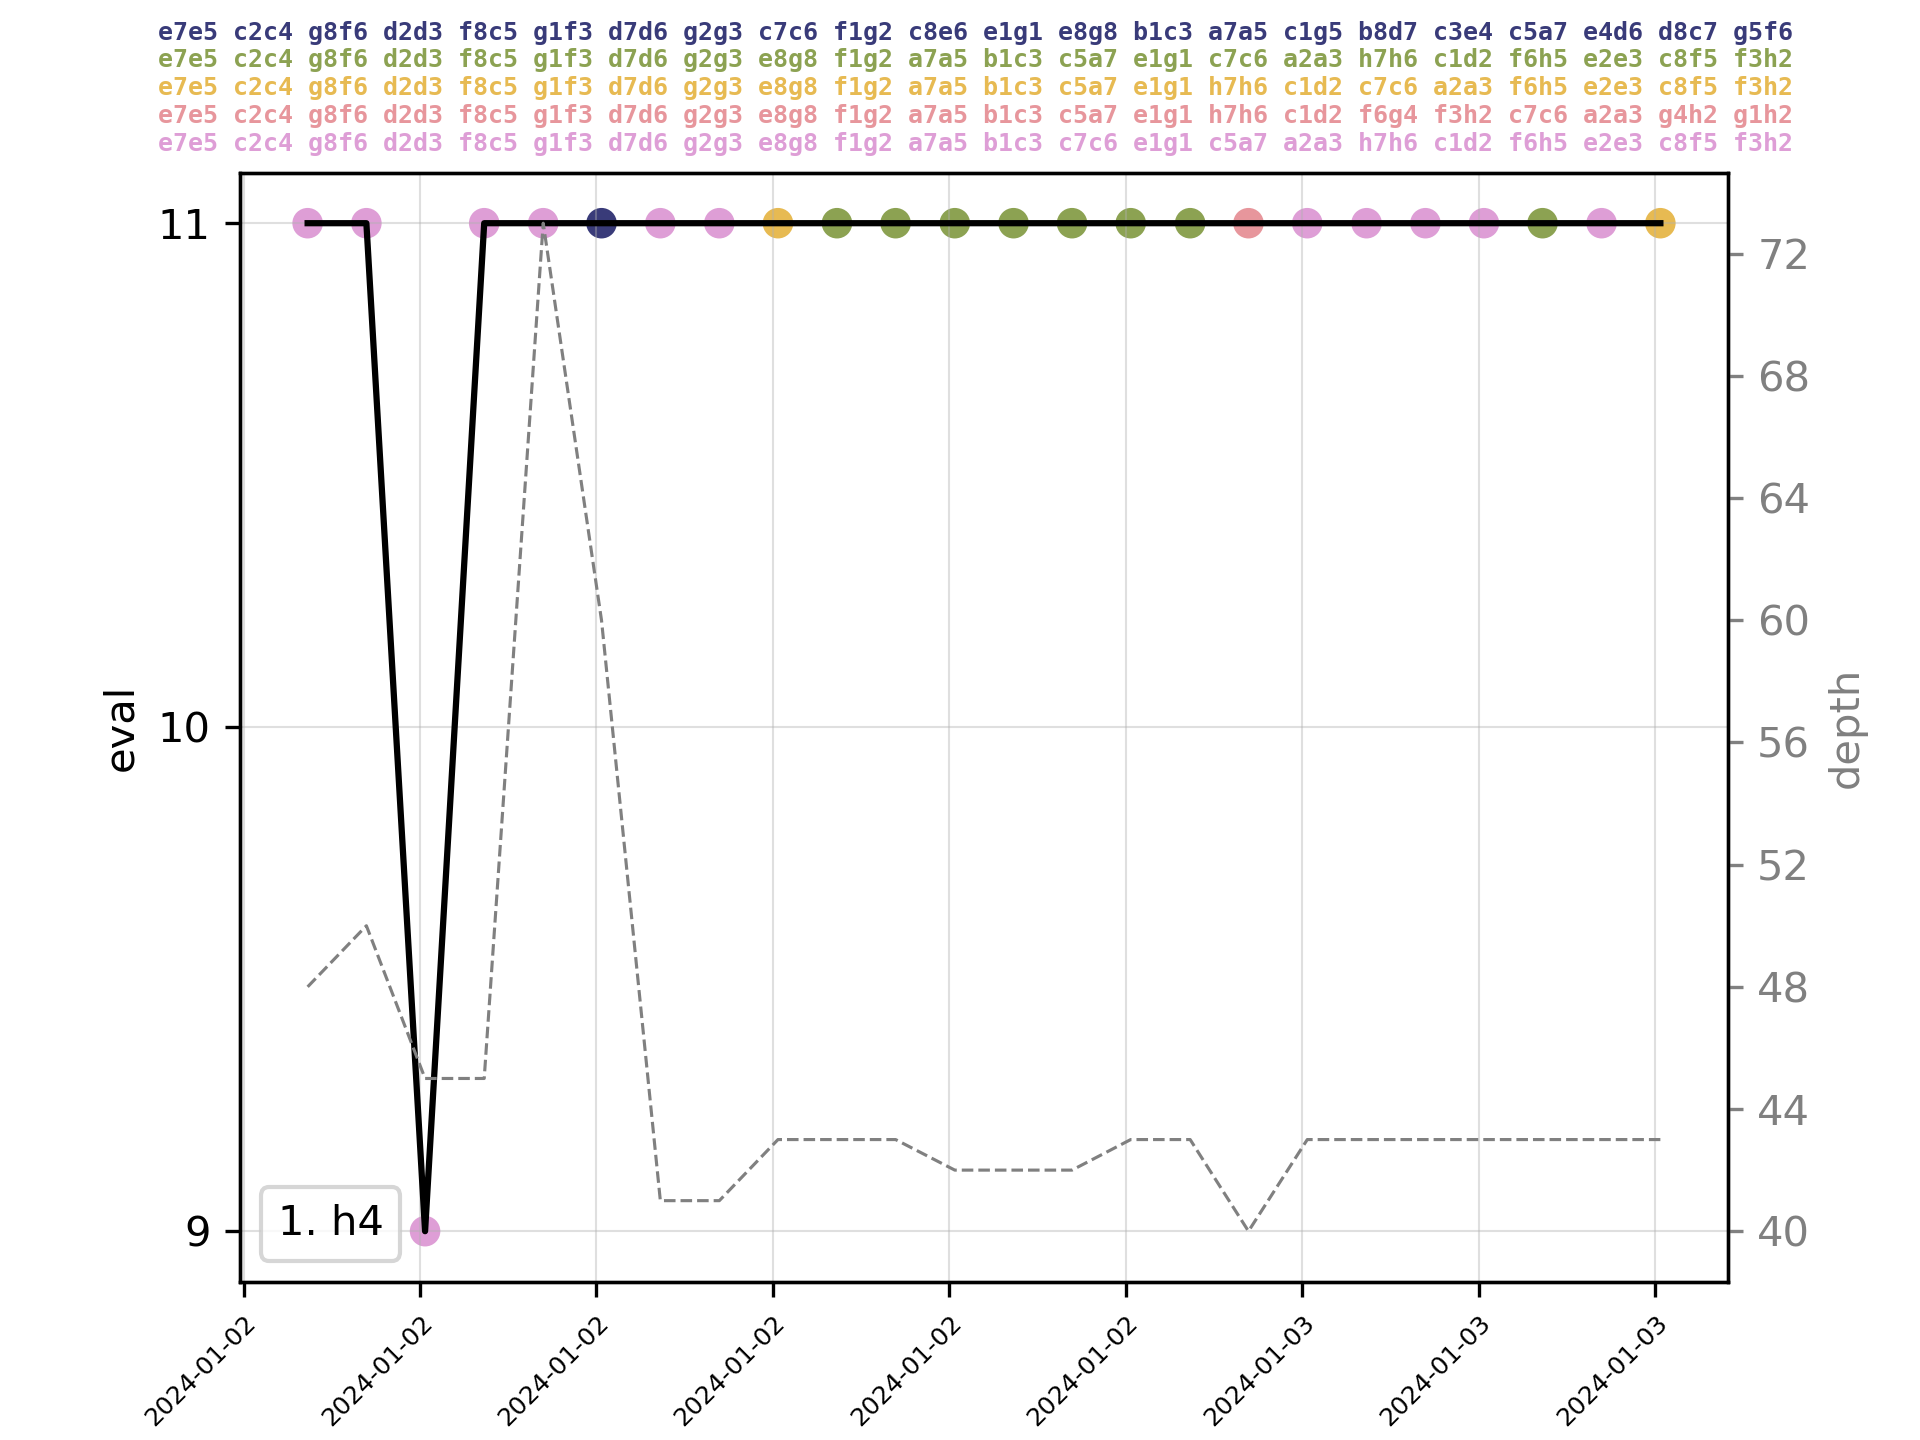 e7e5 c2c4 g8f6 d2d3 f8c5 g1f3 d7d6 g2g3 c7c6 f1g2 c8e6 e1g1 e8g8 b1c3 a7a5 c1g5 b8d7 c3e4 c5a7 e4d6 d8c7 g5f6
e7e5 c2c4 g8f6 d2d3 f8c5 g1f3 d7d6 g2g3 e8g8 f1g2 a7a5 b1c3 c5a7 e1g1 c7c6 a2a3 h7h6 c1d2 f6h5 e2e3 c8f5 f3h2
e7e5 c2c4 g8f6 d2d3 f8c5 g1f3 d7d6 g2g3 e8g8 f1g2 a7a5 b1c3 c5a7 e1g1 h7h6 c1d2 c7c6 a2a3 f6h5 e2e3 c8f5 f3h2
e7e5 c2c4 g8f6 d2d3 f8c5 g1f3 d7d6 g2g3 e8g8 f1g2 a7a5 b1c3 c5a7 e1g1 h7h6 c1d2 f6g4 f3h2 c7c6 a2a3 g4h2 g1h2
e7e5 c2c4 g8f6 d2d3 f8c5 g1f3 d7d6 g2g3 e8g8 f1g2 a7a5 b1c3 c7c6 e1g1 c5a7 a2a3 h7h6 c1d2 f6h5 e2e3 c8f5 f3h2
11
10
9
eval
72
68
64
60
56
52
48
44
40
depth
1. h4
2024-01-02
2024-01-02
2024-01-02
2024-01-02
2024-01-02
2024-01-02
2024-01-03
2024-01-03
2024-01-03